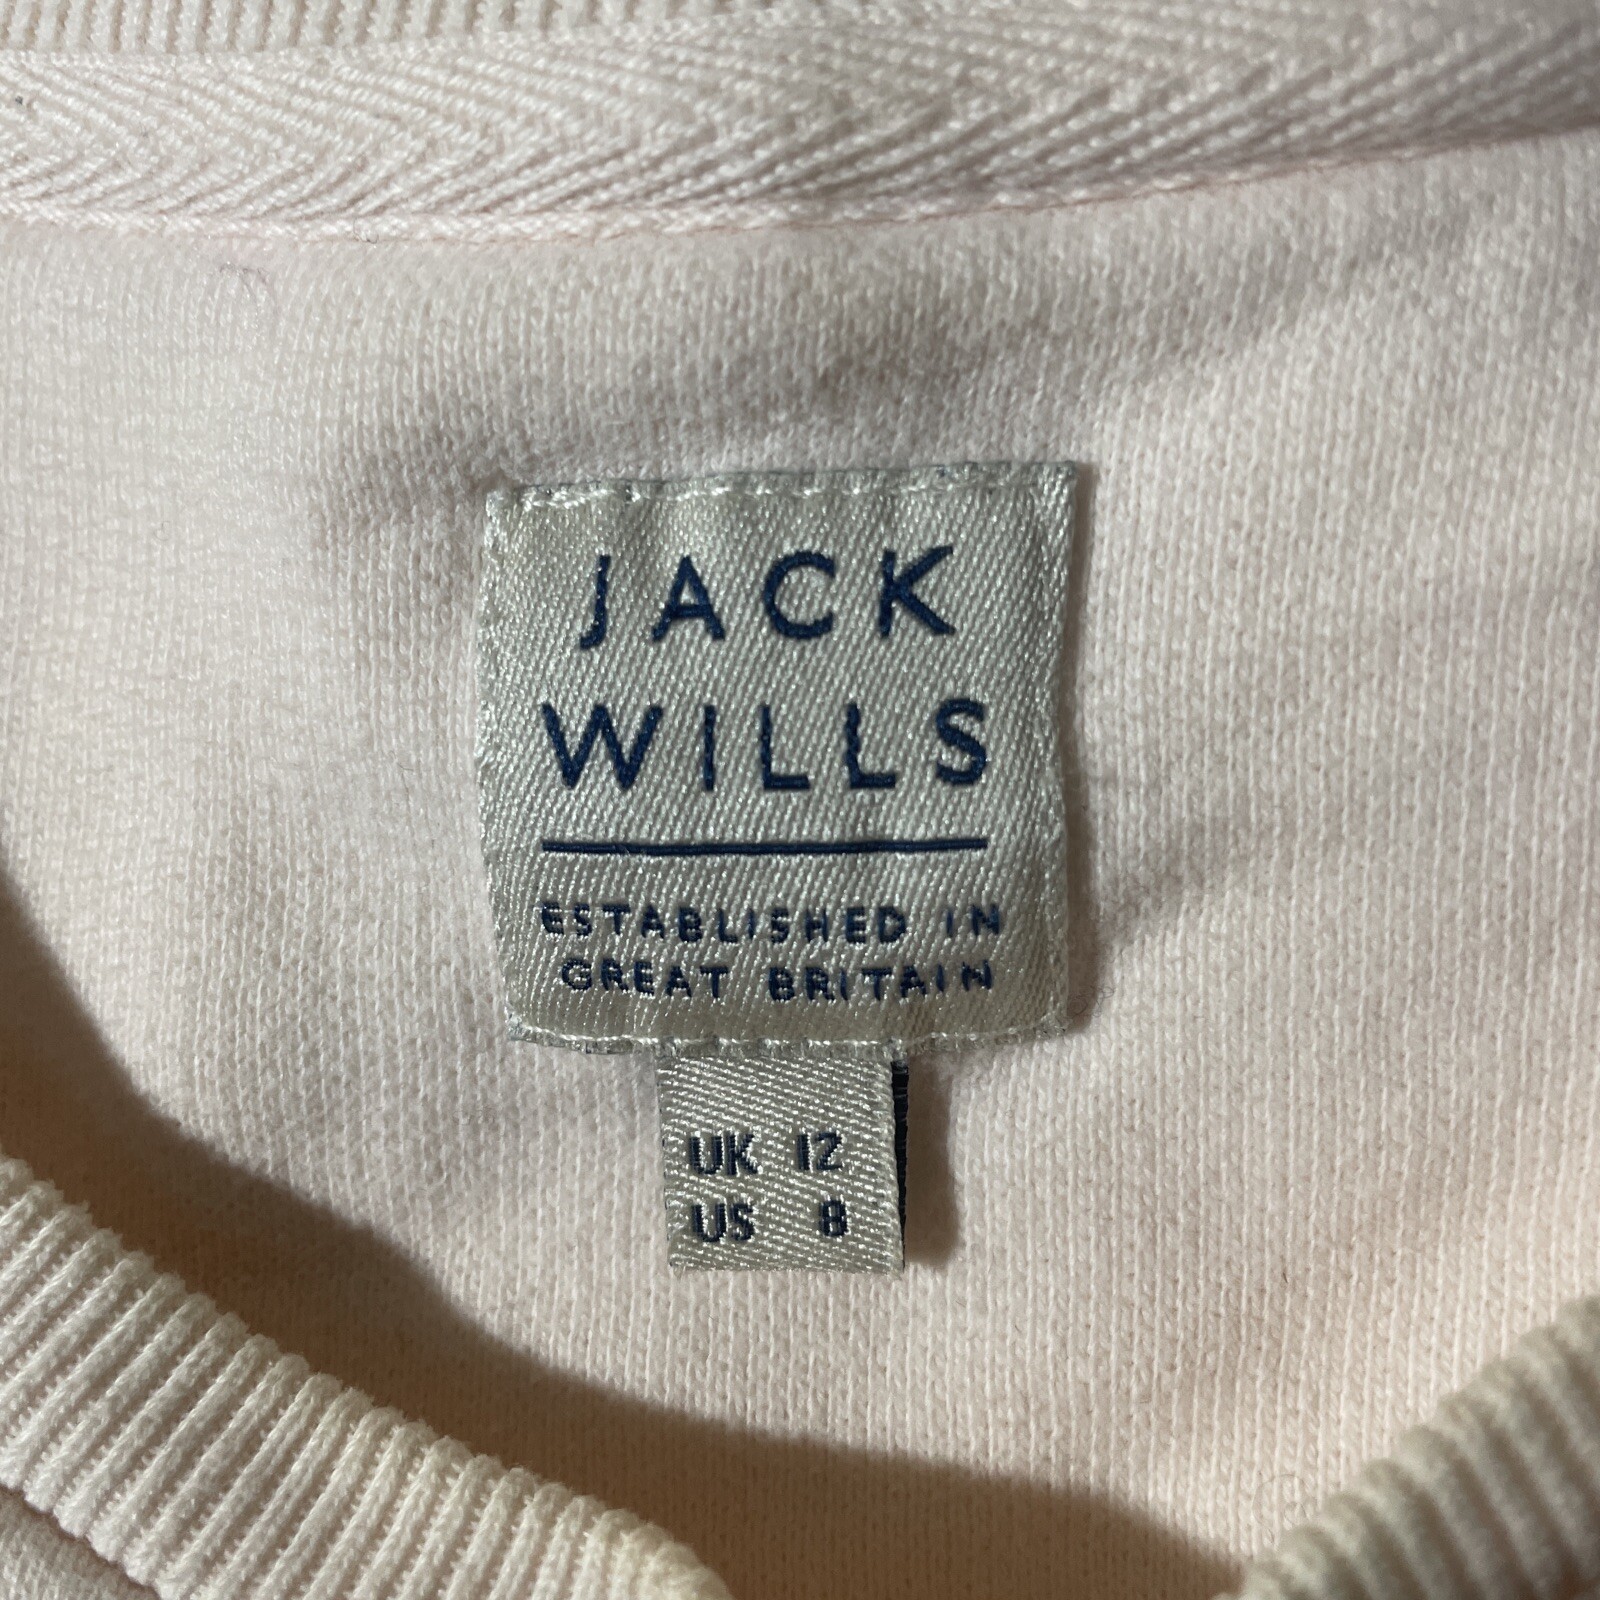 JACK
WILLS
ESTABLISHED IN
GREAT BRITAIN
UK 12
US 8